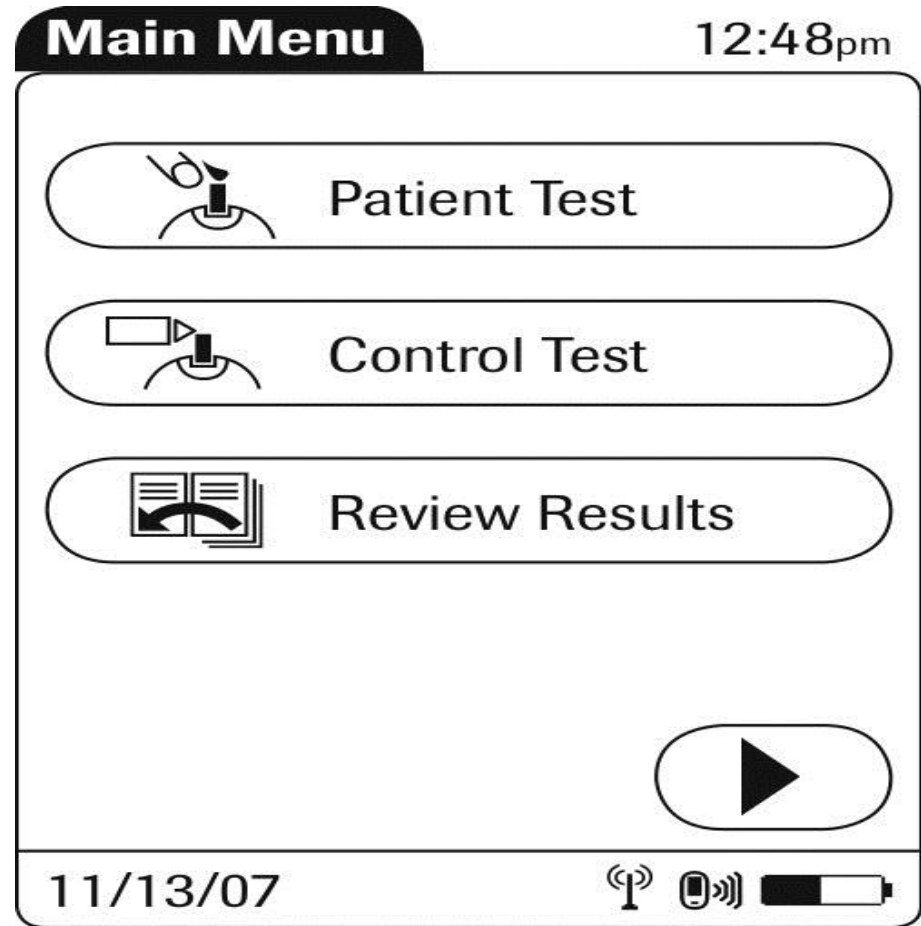 Main Menu 12:48pm
Patient Test
Control Test
Review Results
11/13/07